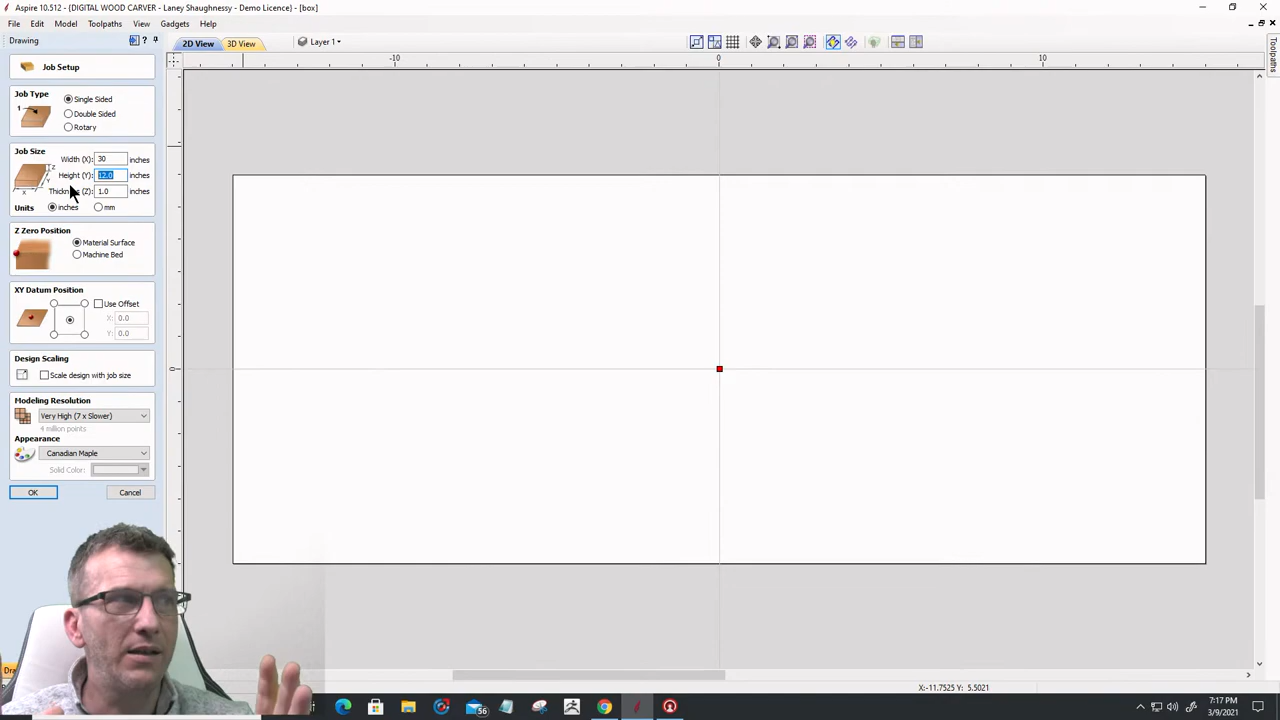 Aspire 10.512 - {DIGITAL WOOD CARVER - Laney Shaughnessy - Demo Licence} - [box]
File Edit Model Toolpaths View Gadgets Help
Drawing
2D View 3D View Layer 1
Job Setup
Job Type
Single Sided
Double Sided
Rotary
Job Size
Width (X): 30 inches
Height (Y): 12.0 inches
Thickness (Z): 1.0 inches
Units inches mm
Z Zero Position
Material Surface
Machine Bed
XY Datum Position
Use Offset
X: 0.0
Y: 0.0
Design Scaling
Scale design with job size
Modeling Resolution
Very High (7 x Slower)
4 million points
Appearance
Canadian Maple
Solid Color:
OK Cancel
-10 0 10
0
Toolpaths
X:-11.7525 Y: 5.5021
56
7:17 PM
3/9/2021